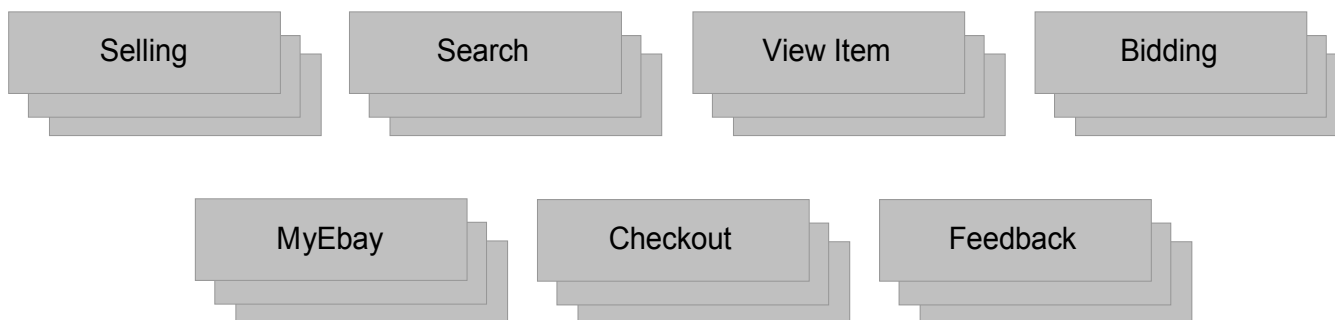 Selling
Search
View Item
Bidding
MyEbay
Checkout
Feedback